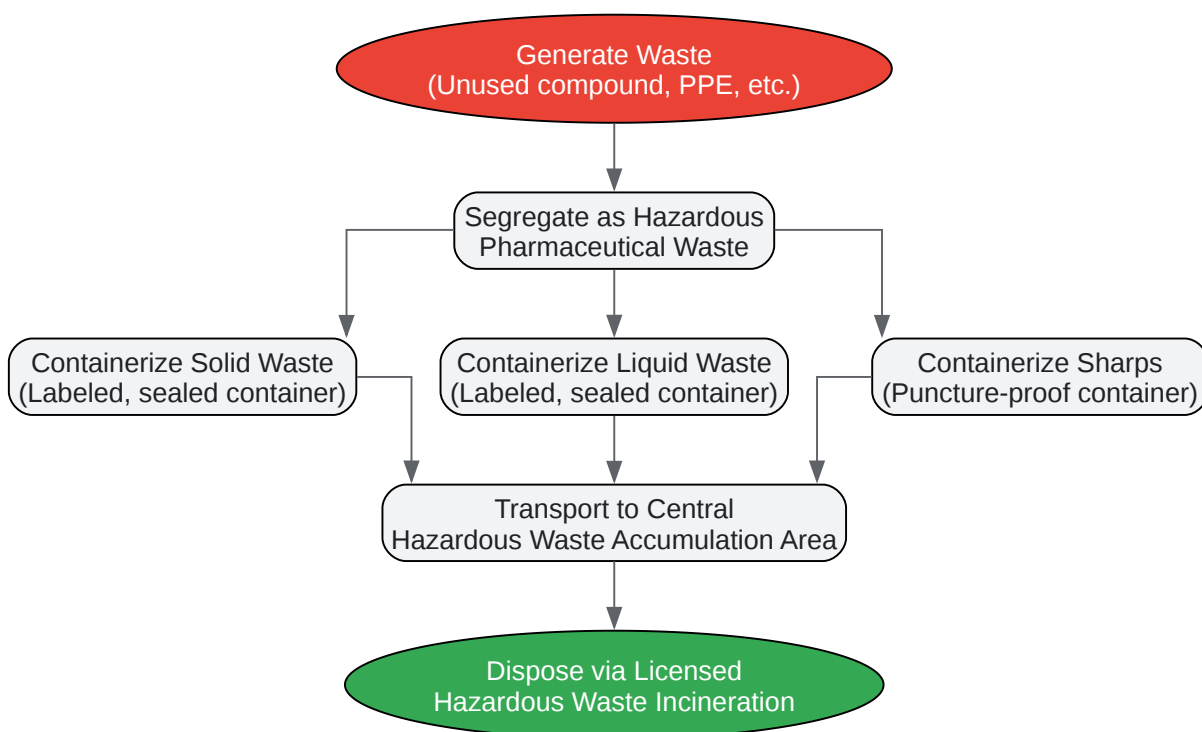 Generate Waste
(Unused compound, PPE, etc.)
Segregate as Hazardous
Pharmaceutical Waste
Containerize Solid Waste
(Labeled, sealed container)
Containerize Liquid Waste
(Labeled, sealed container)
Containerize Sharps
(Puncture-proof container)
Transport to Central
Hazardous Waste Accumulation Area
Dispose via Licensed
Hazardous Waste Incineration